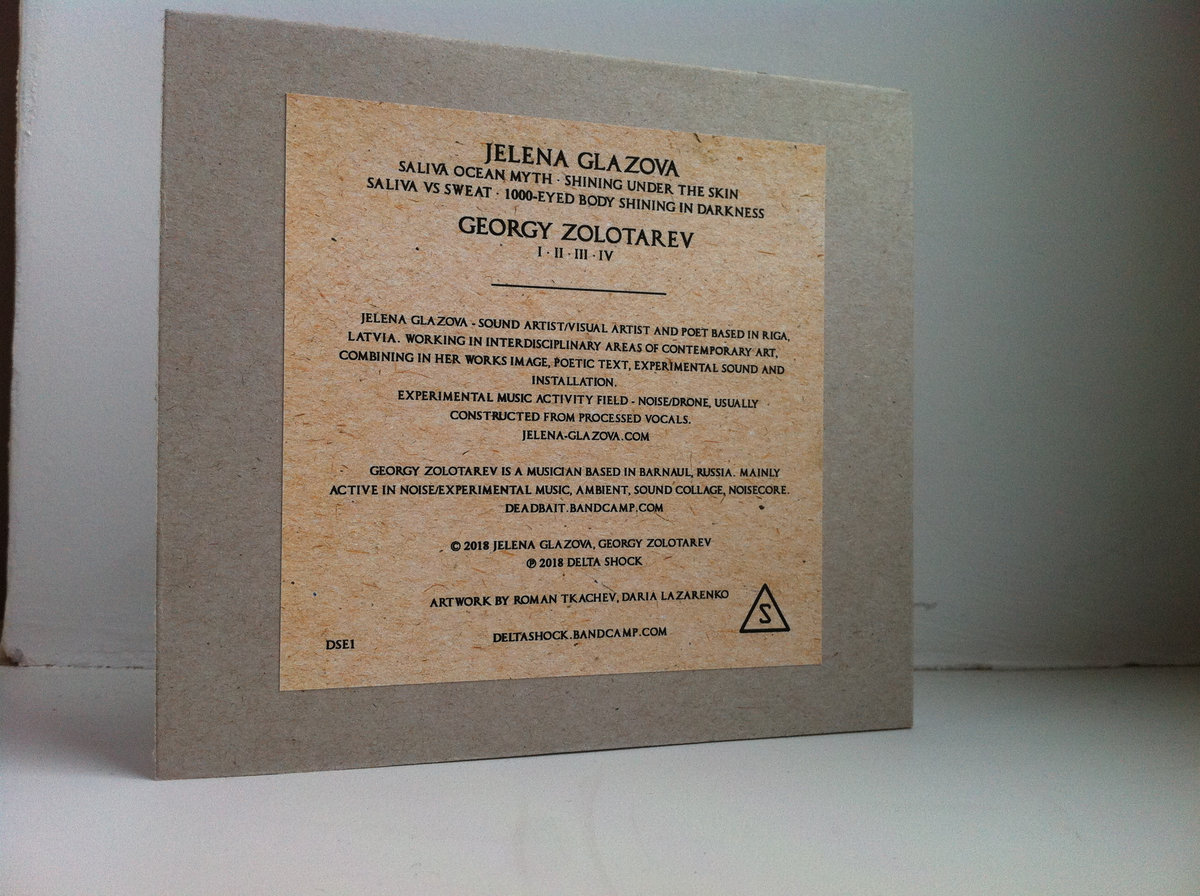 JELENA GLAZOVA
SALIVA OCEAN MYTH · SHINING UNDER THE SKIN
SALIVA VS SWEAT · 1000-EYED BODY SHINING IN DARKNESS
GEORGY ZOLOTAREV
I · II · III · IV
JELENA GLAZOVA - SOUND ARTIST/VISUAL ARTIST AND POET BASED IN RIGA,
LATVIA. WORKING IN INTERDISCIPLINARY AREAS OF CONTEMPORARY ART,
COMBINING IN HER WORKS IMAGE, POETIC TEXT, EXPERIMENTAL SOUND AND
INSTALLATION.
EXPERIMENTAL MUSIC ACTIVITY FIELD - NOISE/DRONE, USUALLY
CONSTRUCTED FROM PROCESSED VOCALS.
JELENA-GLAZOVA.COM
GEORGY ZOLOTAREV IS A MUSICIAN BASED IN BARNAUL, RUSSIA. MAINLY
ACTIVE IN NOISE/EXPERIMENTAL MUSIC, AMBIENT, SOUND COLLAGE, NOISECORE.
DEADBAIT.BANDCAMP.COM
© 2018 JELENA GLAZOVA, GEORGY ZOLOTAREV
℗ 2018 DELTA SHOCK
ARTWORK BY ROMAN TKACHEV, DARIA LAZARENKO
S
DELTASHOCK.BANDCAMP.COM
DSE1